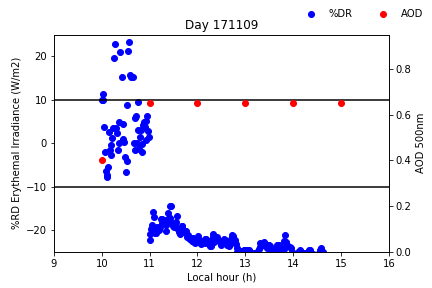 %DR AOD
Day 171109
%RD Erythemal Irradiance (W/m2)
20
10
0
−10
−20
0.8
0.6
0.4
0.2
0.0
AOD 500nm
9 10 11 12 13 14 15 16
Local hour (h)